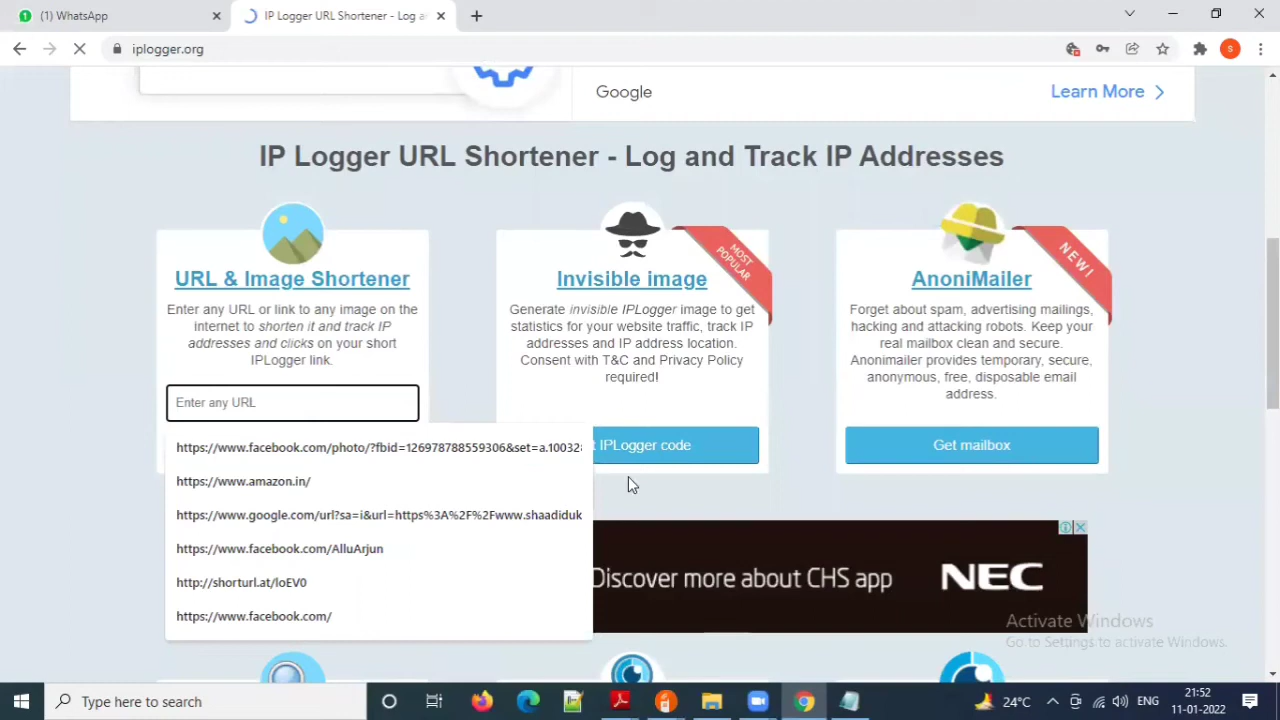 (1) WhatsApp
IP Logger URL Shortener - Log an
iplogger.org
S
Google
Learn More
IP Logger URL Shortener - Log and Track IP Addresses
URL & Image Shortener
Enter any URL or link to any image on the
internet to shorten it and track IP
addresses and clicks on your short
IPLogger link.
Enter any URL
https://www.facebook.com/photo/?fbid=126978788559306&set=a.10032
https://www.amazon.in/
https://www.google.com/url?sa=i&url=https%3A%2F%2Fwww.shaadiduk
https://www.facebook.com/AlluArjun
http://shorturl.at/loEV0
https://www.facebook.com/
MOST
POPULAR
Invisible image
Generate invisible IPLogger image to get
statistics for your website traffic, track IP
addresses and IP address location.
Consent with T&C and Privacy Policy
required!
IPLogger code
NEW!
AnoniMailer
Forget about spam, advertising mailings,
hacking and attacking robots. Keep your
real mailbox clean and secure.
Anonimailer provides temporary, secure,
anonymous, free, disposable email
address.
Get mailbox
Discover more about CHS app
NEC
Activate Windows
Go to Settings to activate Windows.
Type here to search
24°C
ENG
21:52
11-01-2022